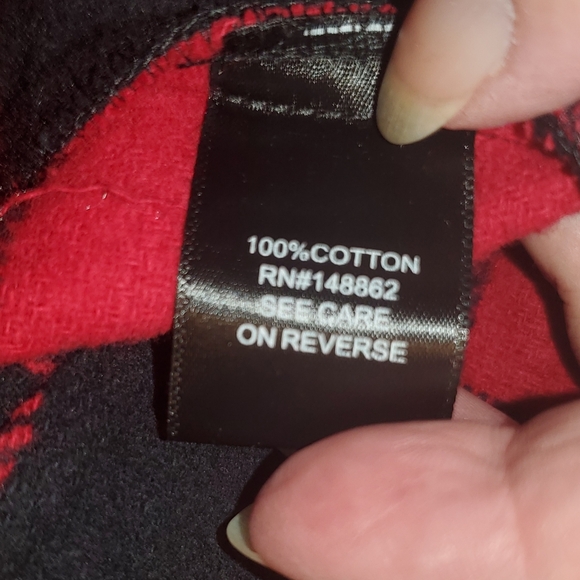 100%COTTON
RN#148862
SEE CARE
ON REVERSE